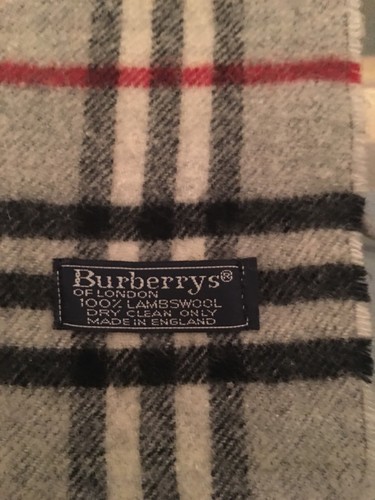 Burberrys®
OF LONDON
100% LAMBSWOOL
DRY CLEAN ONLY
MADE IN ENGLAND